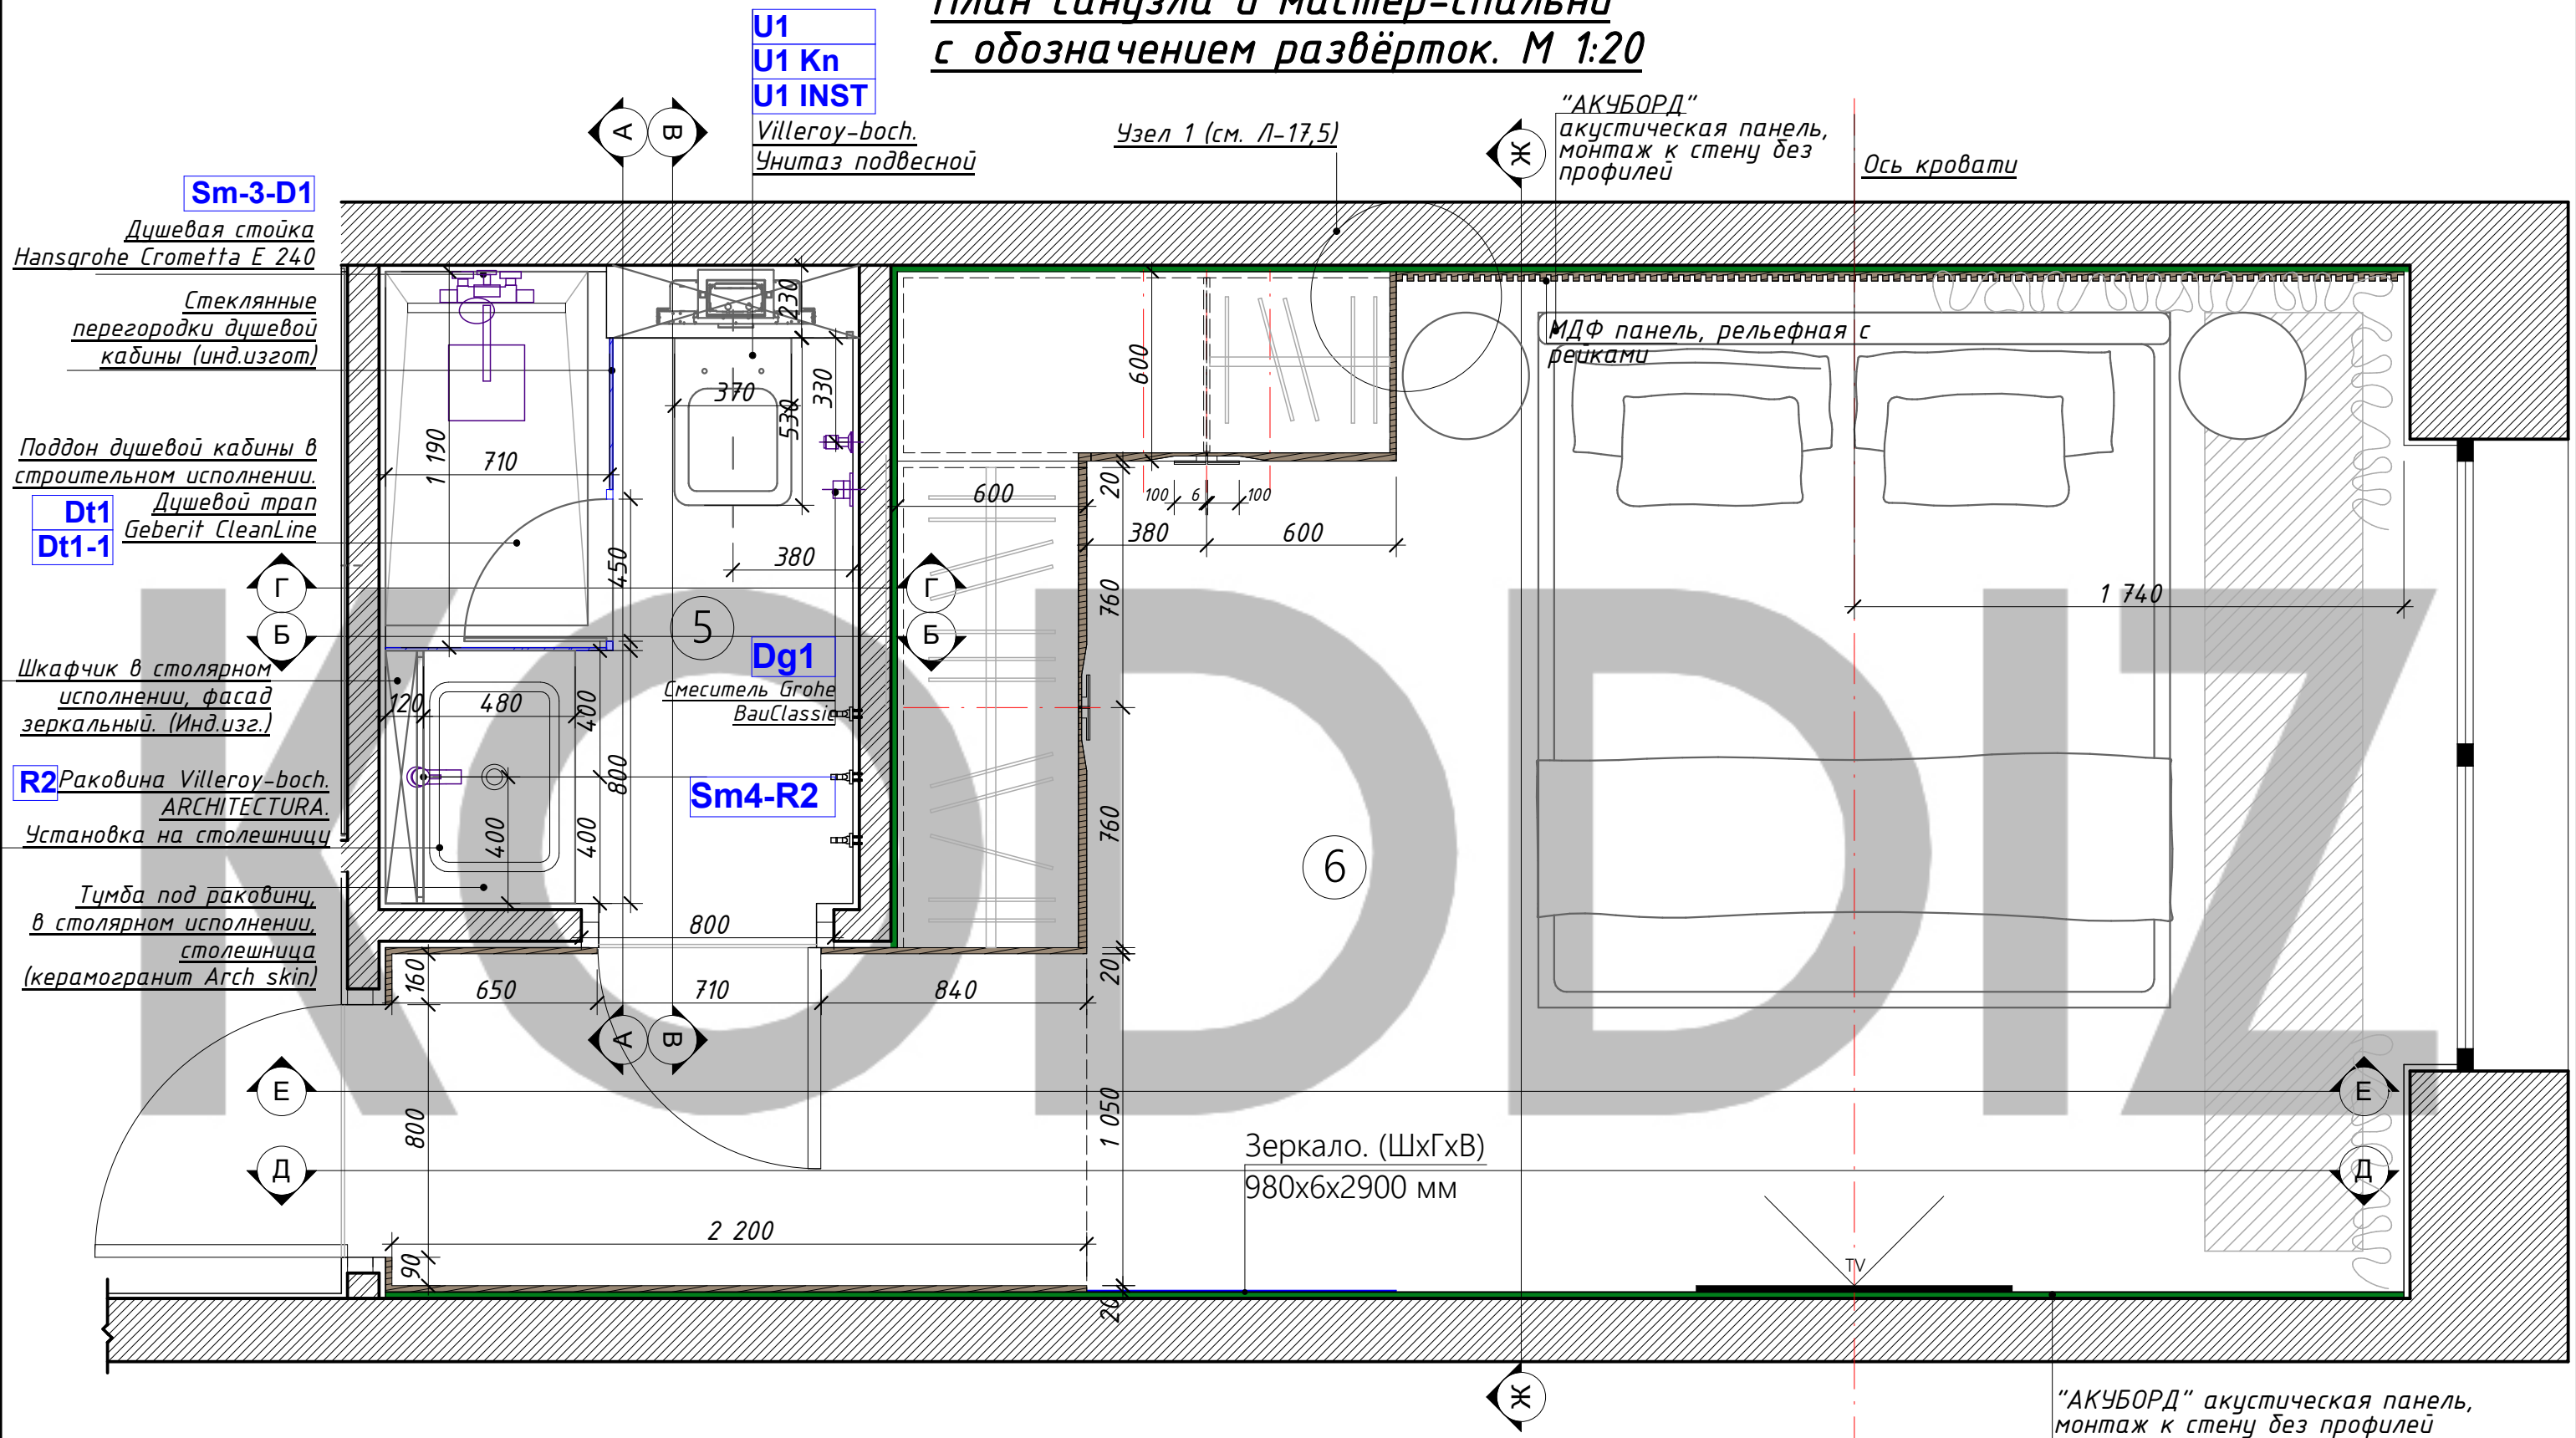 План санузла и мастер-спальни
с обозначением развёрток. М 1:20
U1
U1 Kn
U1 INST
Villeroy-boch.
Унитаз подвесной
Узел 1 (см. Л-17,5)
"АКУБОРД"
акустическая панель,
монтаж к стену без
профилей
Ось кровати
А
В
Ж
Sm-3-D1
Душевая стойка
Hansgrohe Crometta E 240
Стеклянные
перегородки душевой
кабины (инд.изгот)
Поддон душевой кабины в
строительном исполнении.
Dt1
Dt1-1
Душевой трап
Geberit CleanLine
Г
Б
Шкафчик в столярном
исполнении, фасад
зеркальный. (Инд.изг.)
R2
Раковина Villeroy-boch.
ARCHITECTURA.
Установка на столешницу
Тумба под раковину,
в столярном исполнении,
столешница
(керамогранит Arch skin)
230
370
530
330
1 190
710
450
380
5
Dg1
Смеситель Grohe
BauClassic
Sm4-R2
120
480
400
800
400
400
800
Г
Б
600
600
20
100
6
100
380
600
760
760
20
МДФ панель, рельефная с
рейками
1 740
6
160
650
710
840
А
В
Е
Д
800
90
2 200
1 050
20
Зеркало. (ШхГхВ)
980х6х2900 мм
TV
Е
Д
Ж
"АКУБОРД" акустическая панель,
монтаж к стену без профилей
KODDIZ